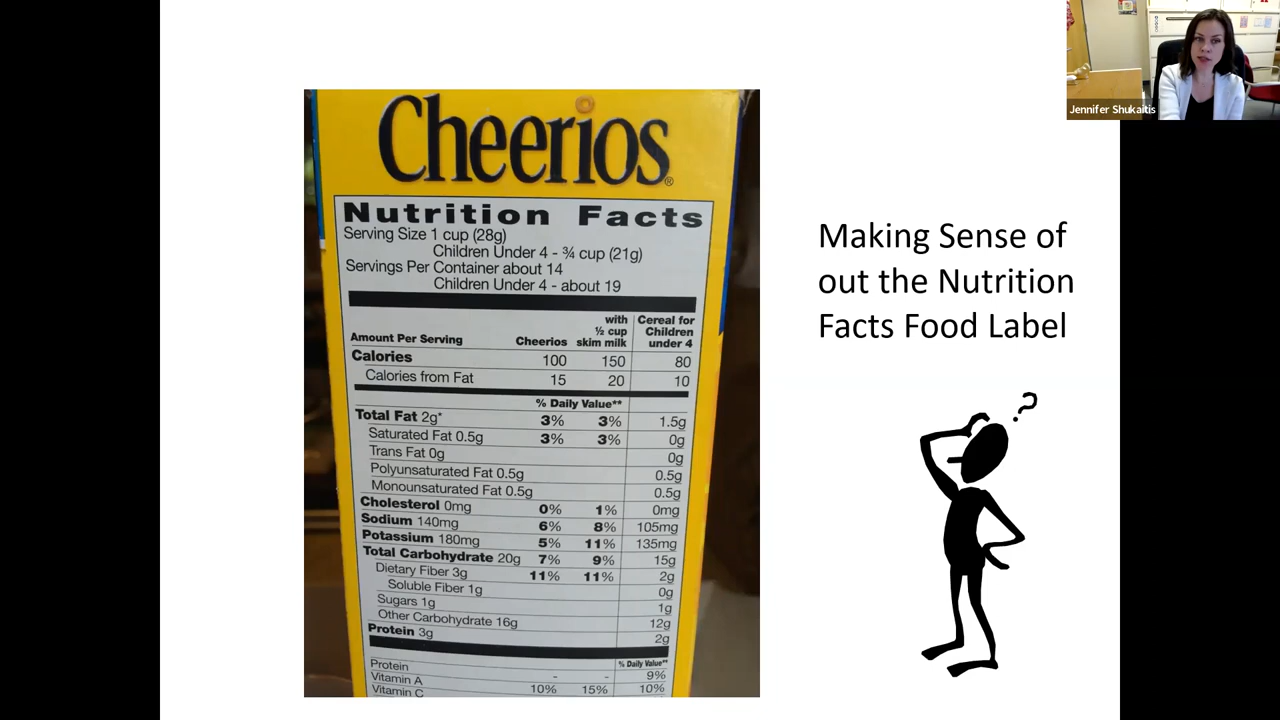 Cheerios®
Nutrition Facts
Serving Size 1 cup (28g)
Children Under 4 - ¾ cup (21g)
Servings Per Container about 14
Children Under 4 - about 19
Amount Per Serving Cheerios with ½ cup skim milk Cereal for Children under 4
Calories 100 150 80
Calories from Fat 15 20 10
% Daily Value**
Total Fat 2g* 3% 3% 1.5g
Saturated Fat 0.5g 3% 3% 0g
Trans Fat 0g 0g
Polyunsaturated Fat 0.5g 0.5g
Monounsaturated Fat 0.5g 0.5g
Cholesterol 0mg 0% 1% 0mg
Sodium 140mg 6% 8% 105mg
Potassium 180mg 5% 11% 135mg
Total Carbohydrate 20g 7% 9% 15g
Dietary Fiber 3g 11% 11% 2g
Soluble Fiber 1g 0g
Sugars 1g 1g
Other Carbohydrate 16g 12g
Protein 3g 2g
% Daily Value**
Protein - - 9%
Vitamin A 10% 15% 10%
Vitamin C
Making Sense of
out the Nutrition
Facts Food Label
?
Jennifer Shukaitis